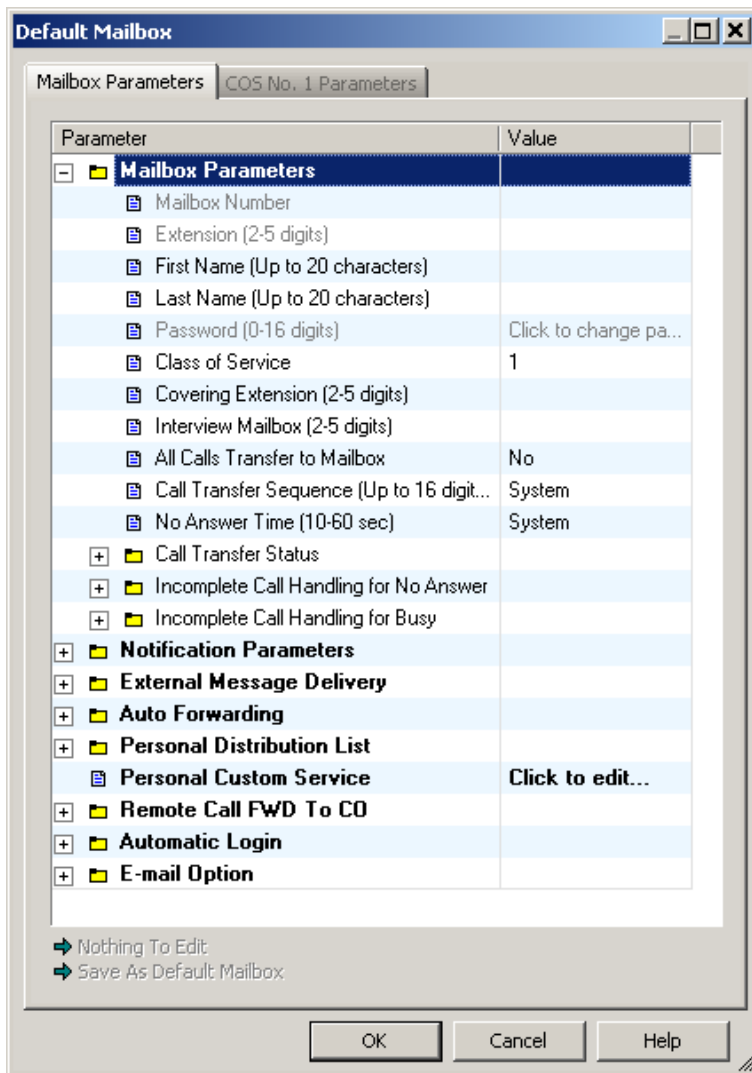 Default Mailbox
Mailbox Parameters COS No. 1 Parameters
Parameter Value
Mailbox Parameters
Mailbox Number
Extension (2-5 digits)
First Name (Up to 20 characters)
Last Name (Up to 20 characters)
Password (0-16 digits) Click to change pa...
Class of Service 1
Covering Extension (2-5 digits)
Interview Mailbox (2-5 digits)
All Calls Transfer to Mailbox No
Call Transfer Sequence (Up to 16 digit... System
No Answer Time (10-60 sec) System
Call Transfer Status
Incomplete Call Handling for No Answer
Incomplete Call Handling for Busy
Notification Parameters
External Message Delivery
Auto Forwarding
Personal Distribution List
Personal Custom Service Click to edit...
Remote Call FWD To CO
Automatic Login
E-mail Option
Nothing To Edit
Save As Default Mailbox
OK Cancel Help